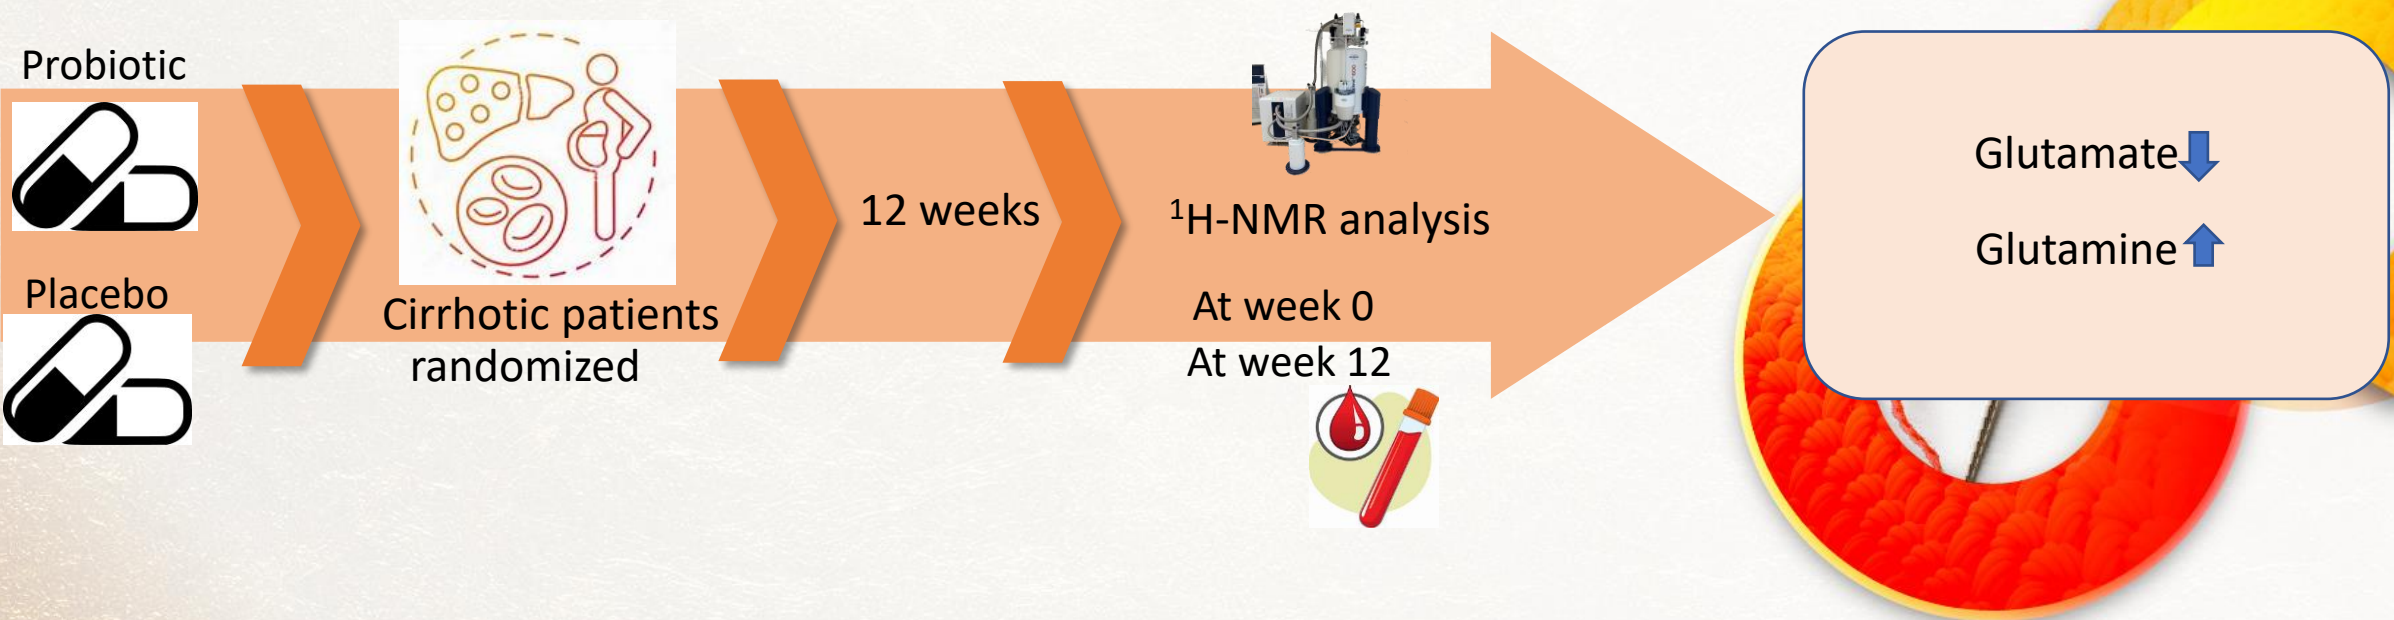 Probiotic
Placebo
Cirrhotic patients
randomized
12 weeks
¹H-NMR analysis
At week 0
At week 12
Glutamate
Glutamine